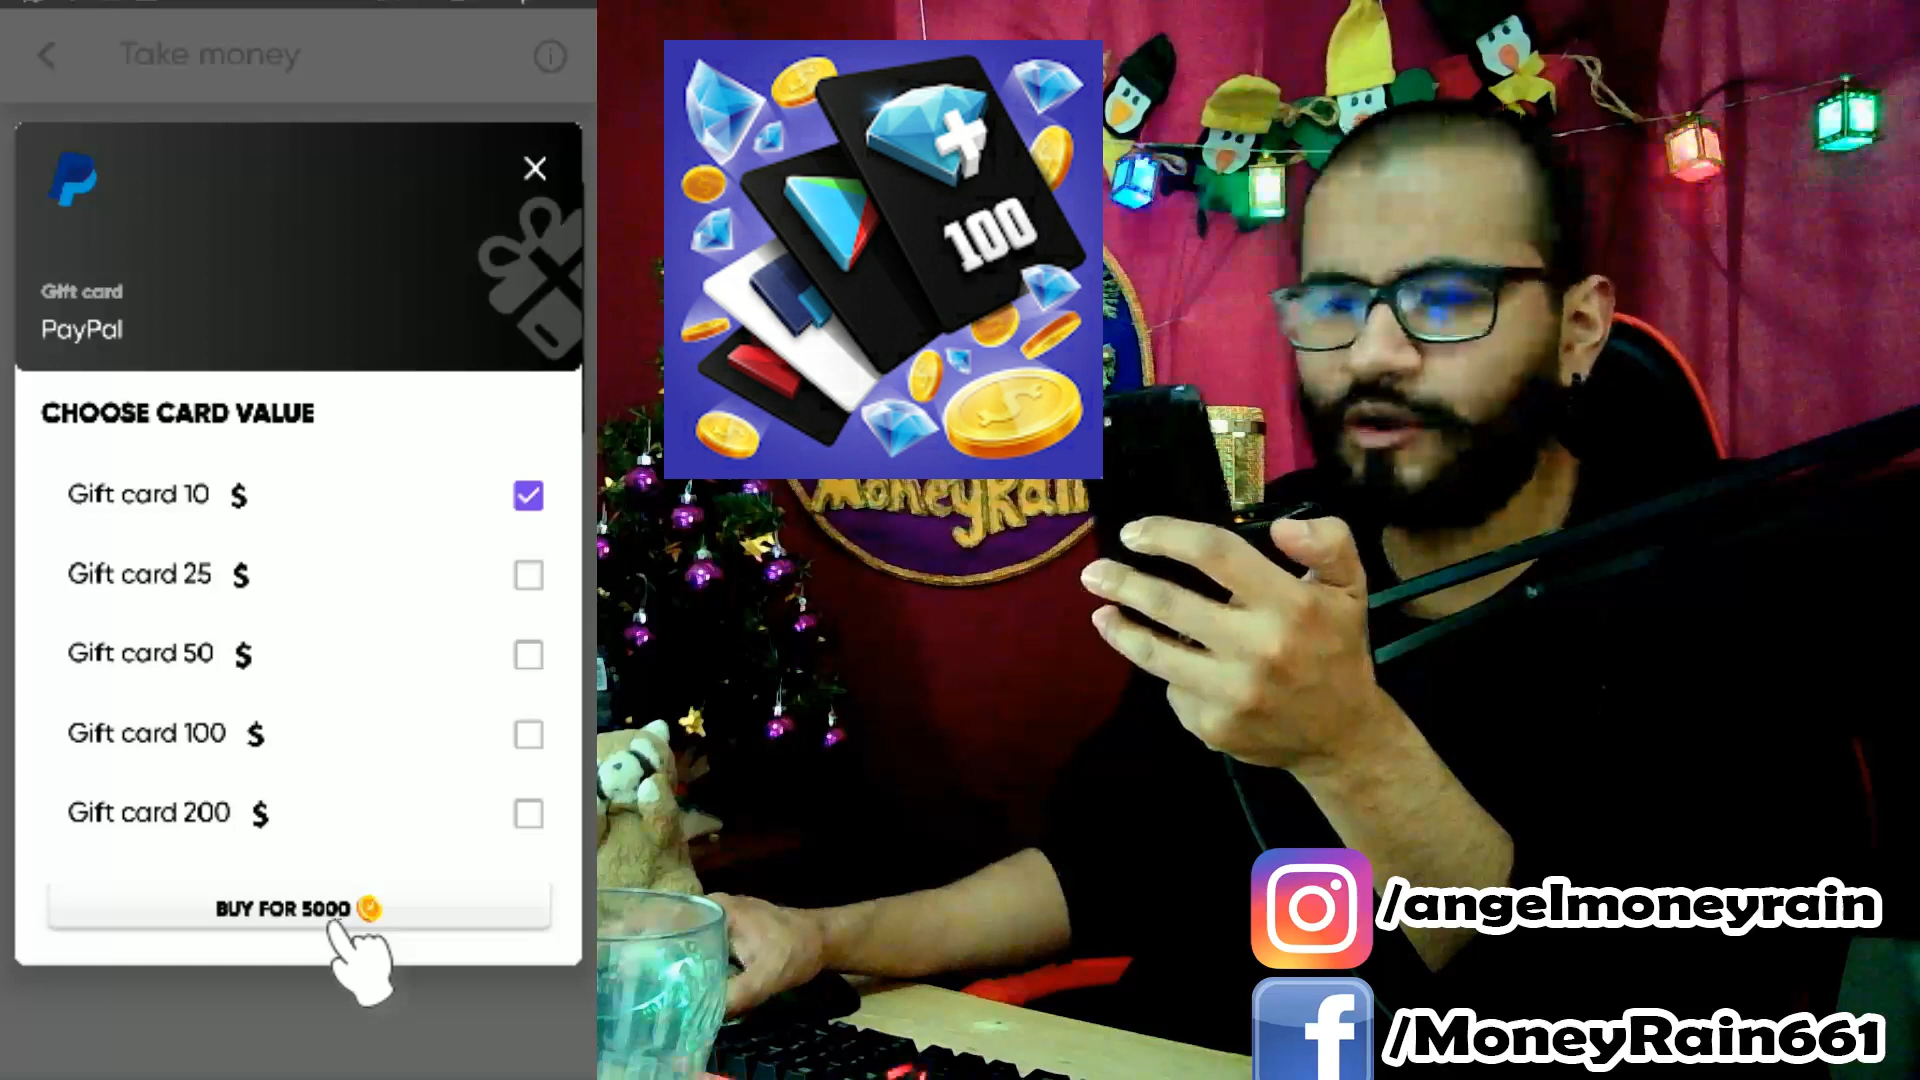 Take money
Gift card
PayPal
CHOOSE CARD VALUE
Gift card 10 $
Gift card 25 $
Gift card 50 $
Gift card 100 $
Gift card 200 $
BUY FOR 5000
100
MoneyRain
/angelmoneyrain
/MoneyRain661